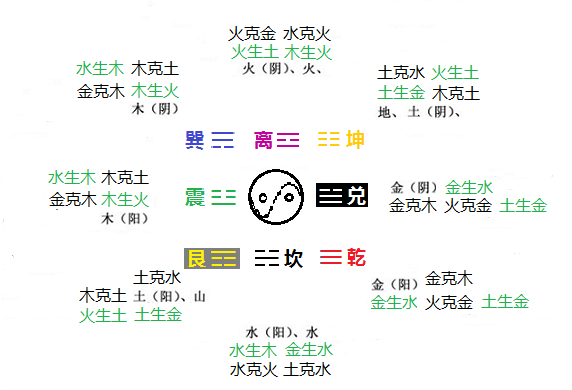 火克金 水克火
火生土 木生火
火（阴）、火、
水生木 木克土
金克木 木生火
木（阴）
土克水 火生土
土生金 木克土
地、土（阴）、
巽 ☴ 离 ☲ ☷ 坤
水生木 木克土
金克木 木生火
木（阳）
震 ☳ ☱ 兑
金（阴） 金生水
金克木 火克金 土生金
艮 ☶ ☵ 坎 ☰ 乾
土克水
木克土 土（阳）、山
火生土 土生金
金（阳） 金克木
金生水 火克金 土生金
水（阳）、水
水生木 金生水
水克火 土克水